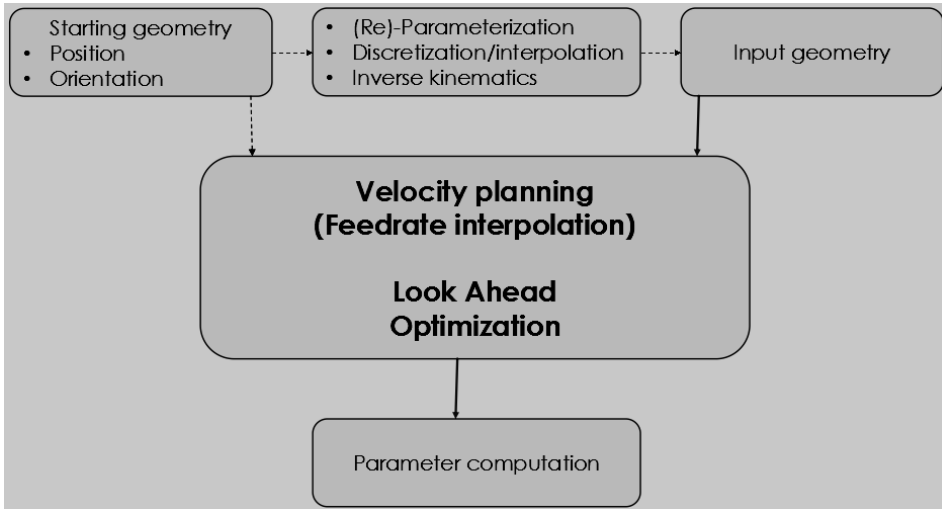 Starting geometry
• Position
• Orientation
• (Re)-Parameterization
• Discretization/interpolation
• Inverse kinematics
Input geometry
Velocity planning
(Feedrate interpolation)
Look Ahead
Optimization
Parameter computation